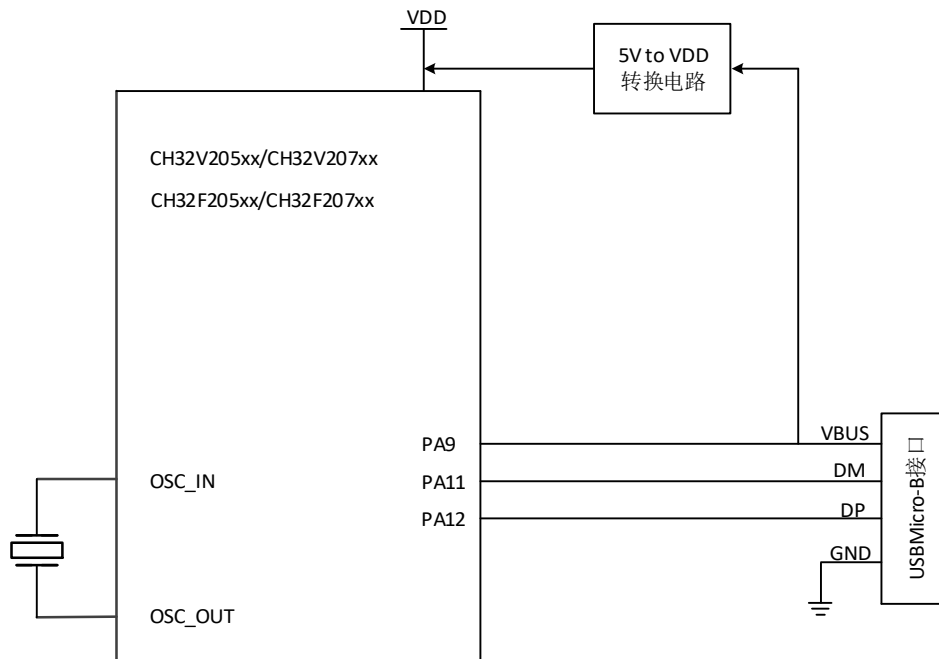 VDD
5V to VDD
转换电路
CH32V205xx/CH32V207xx
CH32F205xx/CH32F207xx
PA9
VBUS
OSC_IN
PA11
DM
PA12
DP
GND
OSC_OUT
USBMicro-B接口